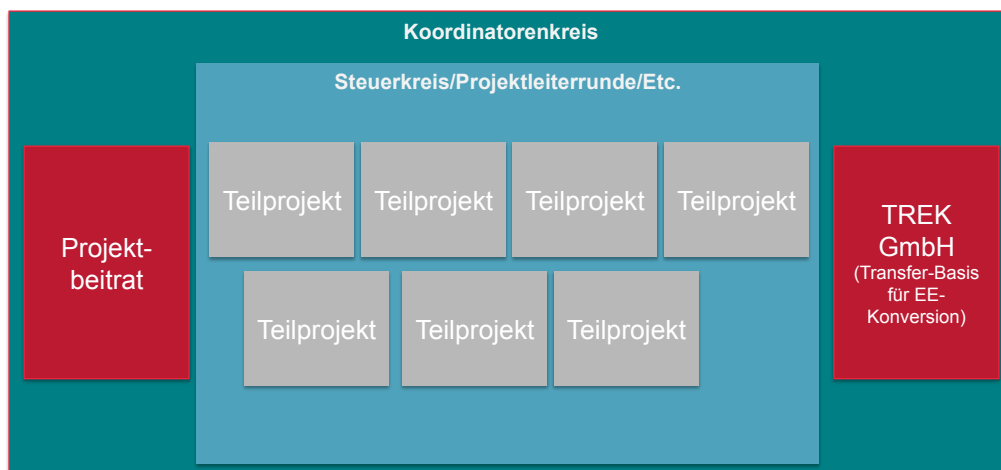 Koordinatorenkreis
Steuerkreis/Projektleiterrunde/Etc.
Teilprojekt
Teilprojekt
Teilprojekt
Teilprojekt
Projekt-
beitrat
TREK
GmbH
(Transfer-Basis
für EE-
Konversion)
Teilprojekt
Teilprojekt
Teilprojekt